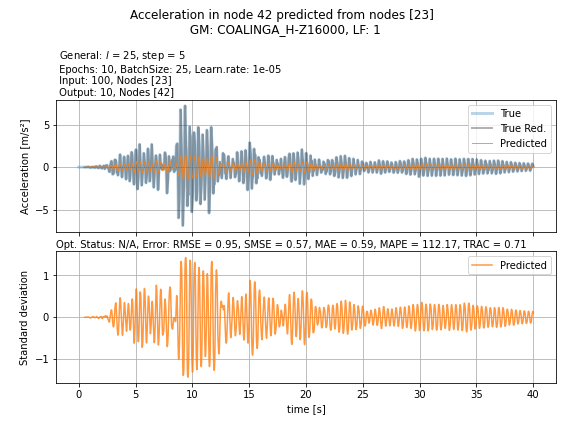 Acceleration in node 42 predicted from nodes [23]
GM: COALINGA_H-Z16000, LF: 1
General: l = 25, step = 5
Epochs: 10, BatchSize: 25, Learn.rate: 1e-05
Input: 100, Nodes [23]
Output: 10, Nodes [42]
Acceleration [m/s²]
5
0
−5
True
True Red.
Predicted
Opt. Status: N/A, Error: RMSE = 0.95, SMSE = 0.57, MAE = 0.59, MAPE = 112.17, TRAC = 0.71
Standard deviation
1
0
−1
Predicted
0 5 10 15 20 25 30 35 40
time [s]